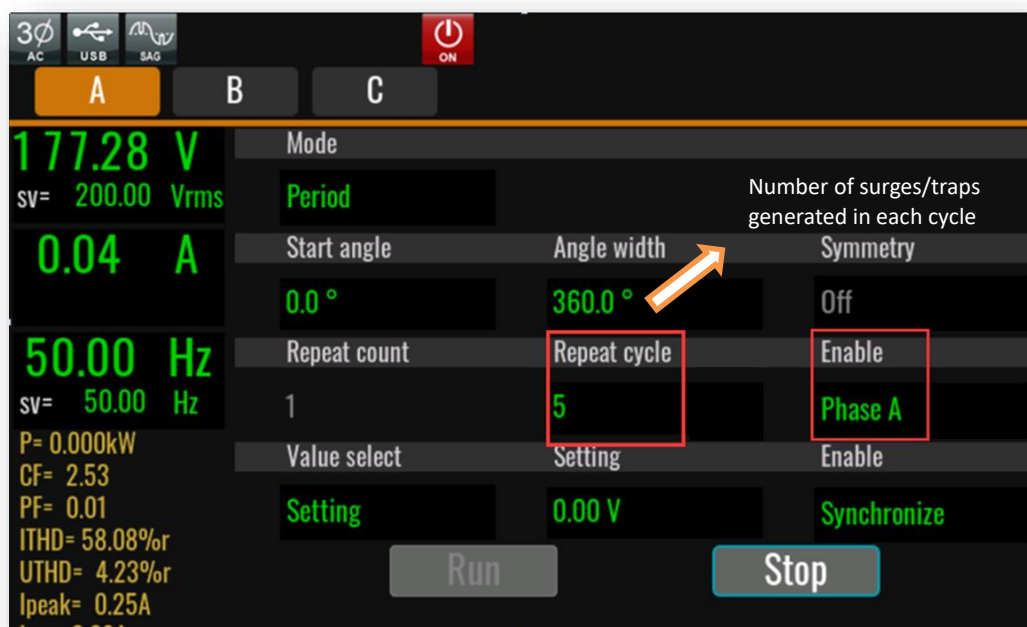 3Ø AC USB SAG ON
A B C
177.28 V
sv= 200.00 Vrms
0.04 A
50.00 Hz
sv= 50.00 Hz
P= 0.000kW
CF= 2.53
PF= 0.01
ITHD= 58.08%r
UTHD= 4.23%r
Ipeak= 0.25A
Mode
Period
Number of surges/traps
generated in each cycle
Start angle Angle width Symmetry
0.0 ° 360.0 ° Off
Repeat count Repeat cycle Enable
1 5 Phase A
Value select Setting Enable
Setting 0.00 V Synchronize
Run Stop